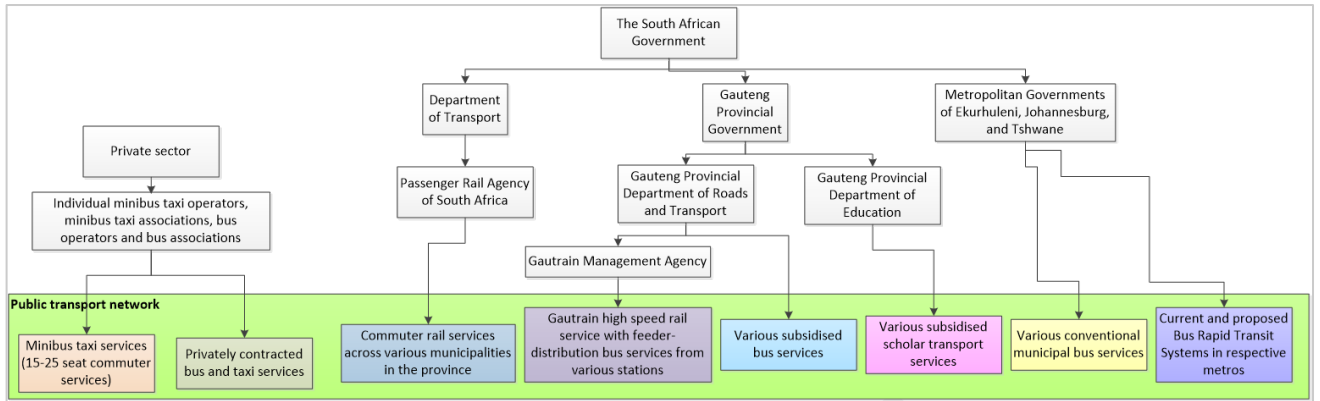 The South African
Government
Department
of Transport
Gauteng
Provincial
Government
Metropolitan Governments
of Ekurhuleni, Johannesburg,
and Tshwane
Private sector
Passenger Rail Agency
of South Africa
Gauteng Provincial
Department of Roads
and Transport
Gauteng Provincial
Department of
Education
Individual minibus taxi operators,
minibus taxi associations, bus
operators and bus associations
Gautrain Management Agency
Public transport network
Minibus taxi services
(15-25 seat commuter
services)
Privately contracted
bus and taxi services
Commuter rail services
across various municipalities
in the province
Gautrain high speed rail
service with feeder-
distribution bus services from
various stations
Various subsidised
bus services
Various subsidised
scholar transport
services
Various conventional
municipal bus services
Current and proposed
Bus Rapid Transit
Systems in respective
metros